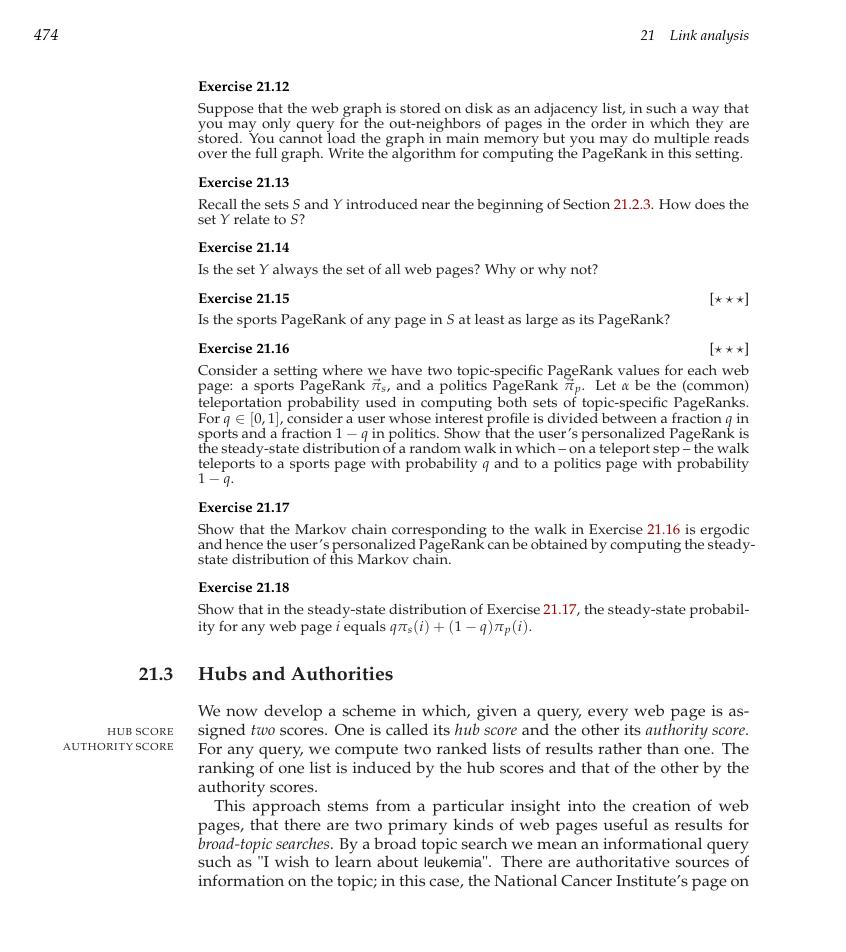 474
21 Link analysis
Exercise 21.12
Suppose that the web graph is stored on disk as an adjacency list, in such a way that
you may only query for the out-neighbors of pages in the order in which they are
stored. You cannot load the graph in main memory but you may do multiple reads
over the full graph. Write the algorithm for computing the PageRank in this setting.
Exercise 21.13
Recall the sets S and Y introduced near the beginning of Section 21.2.3. How does the
set Y relate to S?
Exercise 21.14
Is the set Y always the set of all web pages? Why or why not?
Exercise 21.15 [⋆ ⋆ ⋆]
Is the sports PageRank of any page in S at least as large as its PageRank?
Exercise 21.16 [⋆ ⋆ ⋆]
Consider a setting where we have two topic-specific PageRank values for each web
page: a sports PageRank π⃗s, and a politics PageRank π⃗p. Let α be the (common)
teleportation probability used in computing both sets of topic-specific PageRanks.
For q ∈ [0, 1], consider a user whose interest profile is divided between a fraction q in
sports and a fraction 1 − q in politics. Show that the user's personalized PageRank is
the steady-state distribution of a random walk in which – on a teleport step – the walk
teleports to a sports page with probability q and to a politics page with probability
1 − q.
Exercise 21.17
Show that the Markov chain corresponding to the walk in Exercise 21.16 is ergodic
and hence the user's personalized PageRank can be obtained by computing the steady-
state distribution of this Markov chain.
Exercise 21.18
Show that in the steady-state distribution of Exercise 21.17, the steady-state probabil-
ity for any web page i equals qπs(i) + (1 − q)πp(i).
21.3 Hubs and Authorities
We now develop a scheme in which, given a query, every web page is as-
HUB SCORE signed two scores. One is called its hub score and the other its authority score.
AUTHORITY SCORE For any query, we compute two ranked lists of results rather than one. The
ranking of one list is induced by the hub scores and that of the other by the
authority scores.
This approach stems from a particular insight into the creation of web
pages, that there are two primary kinds of web pages useful as results for
broad-topic searches. By a broad topic search we mean an informational query
such as "I wish to learn about leukemia". There are authoritative sources of
information on the topic; in this case, the National Cancer Institute's page on